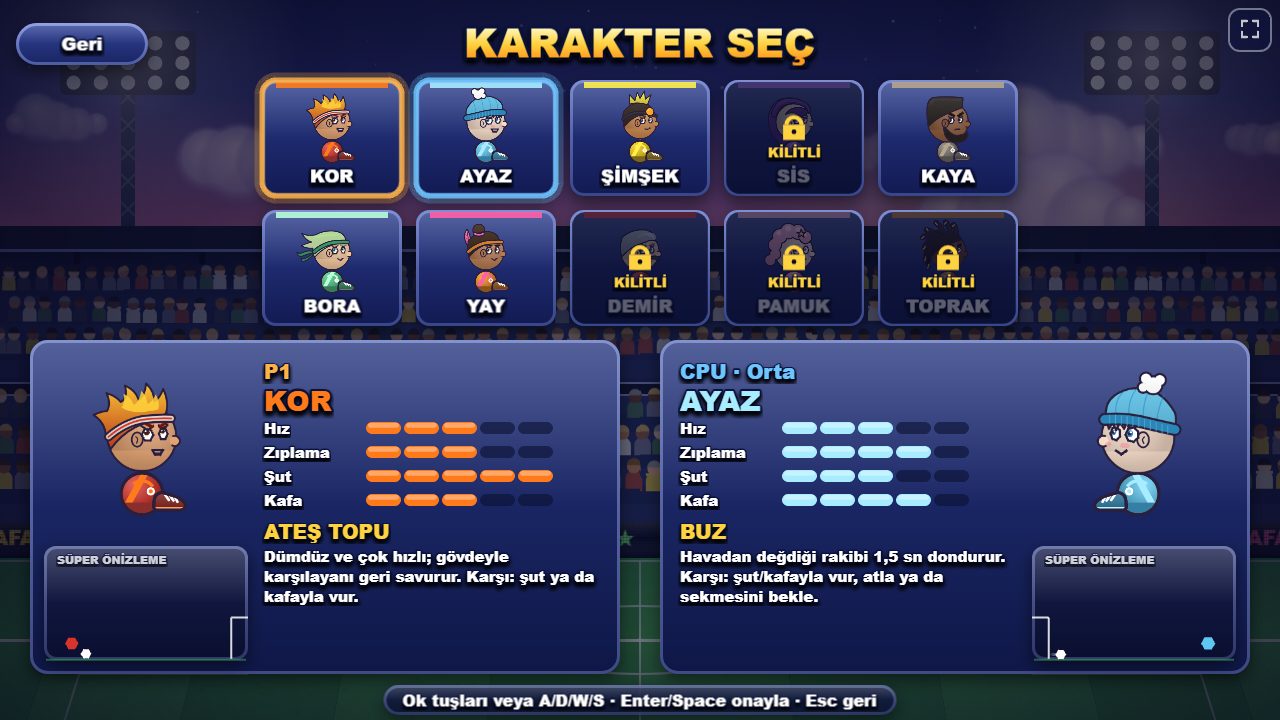 Geri
KARAKTER SEÇ
KOR
AYAZ
ŞİMŞEK
KİLİTLİ
SİS
KAYA
BORA
YAY
KİLİTLİ
DEMİR
KİLİTLİ
PAMUK
KİLİTLİ
TOPRAK
P1
KOR
Hız
Zıplama
Şut
Kafa
ATEŞ TOPU
Dümdüz ve çok hızlı; gövdeyle
karşılayanı geri savurur. Karşı: şut ya da
kafayla vur.
SÜPER ÖNİZLEME
CPU · Orta
AYAZ
Hız
Zıplama
Şut
Kafa
BUZ
Havadan değdiği rakibi 1,5 sn dondurur.
Karşı: şut/kafayla vur, atla ya da
sekmesini bekle.
SÜPER ÖNİZLEME
Ok tuşları veya A/D/W/S · Enter/Space onayla · Esc geri